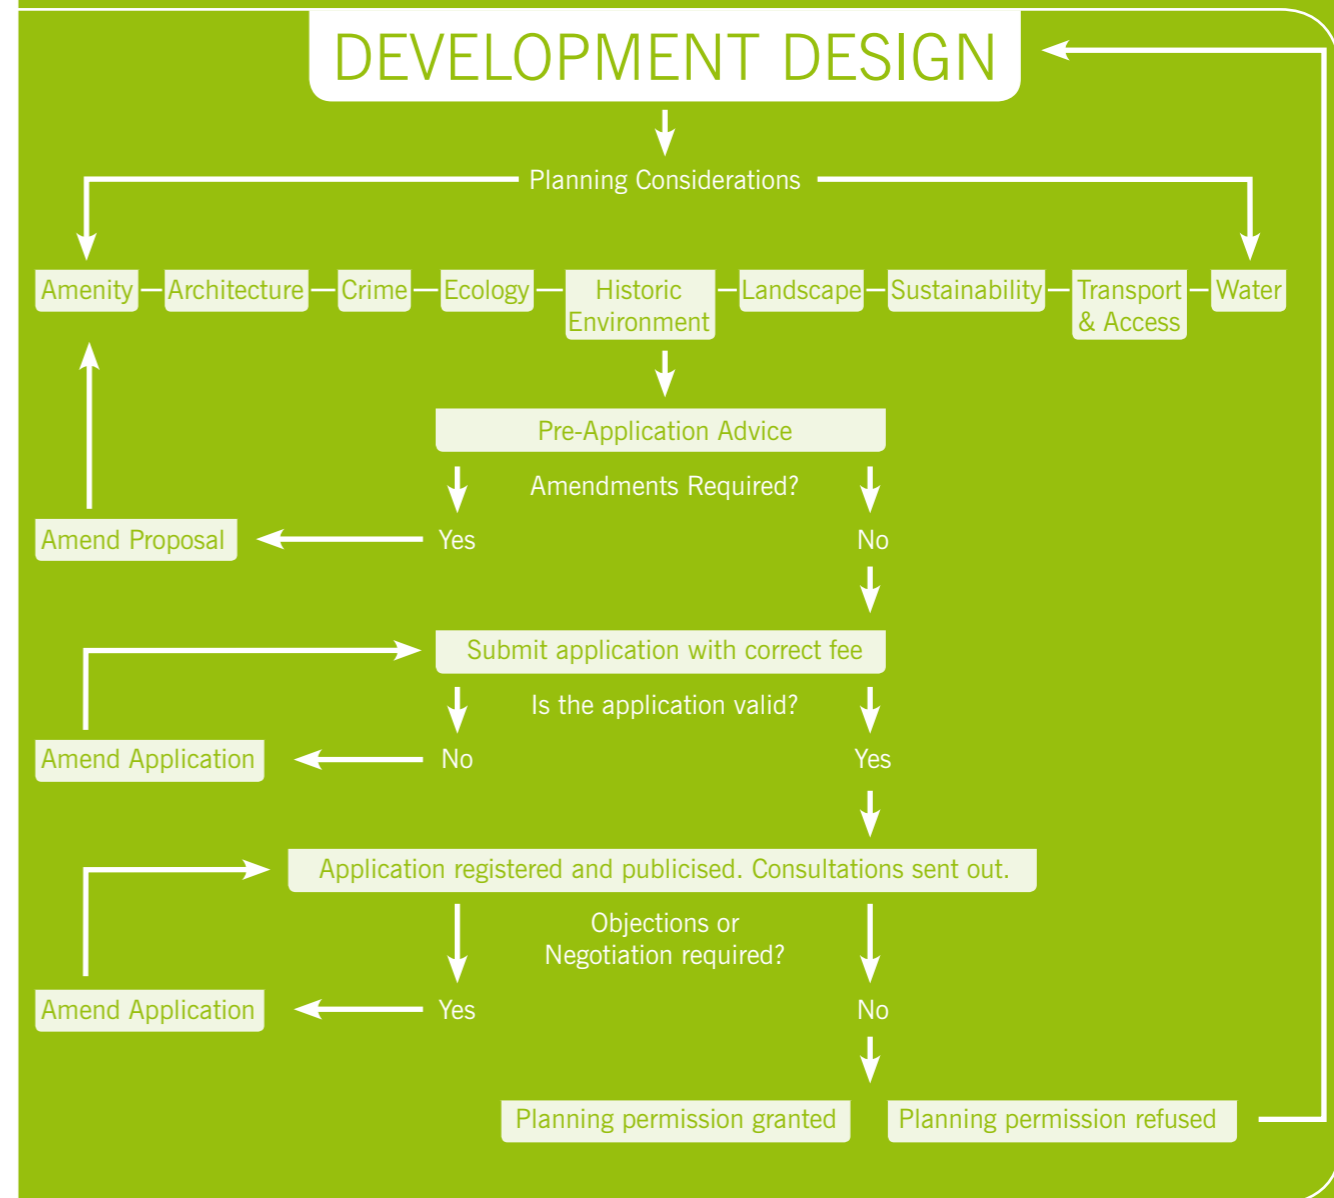 DEVELOPMENT DESIGN
Planning Considerations
Amenity
Architecture
Crime
Ecology
Historic
Environment
Landscape
Sustainability
Transport
& Access
Water
Pre-Application Advice
Amendments Required?
Amend Proposal
Yes
No
Submit application with correct fee
Is the application valid?
Amend Application
No
Yes
Application registered and publicised. Consultations sent out.
Objections or
Negotiation required?
Amend Application
Yes
No
Planning permission granted
Planning permission refused